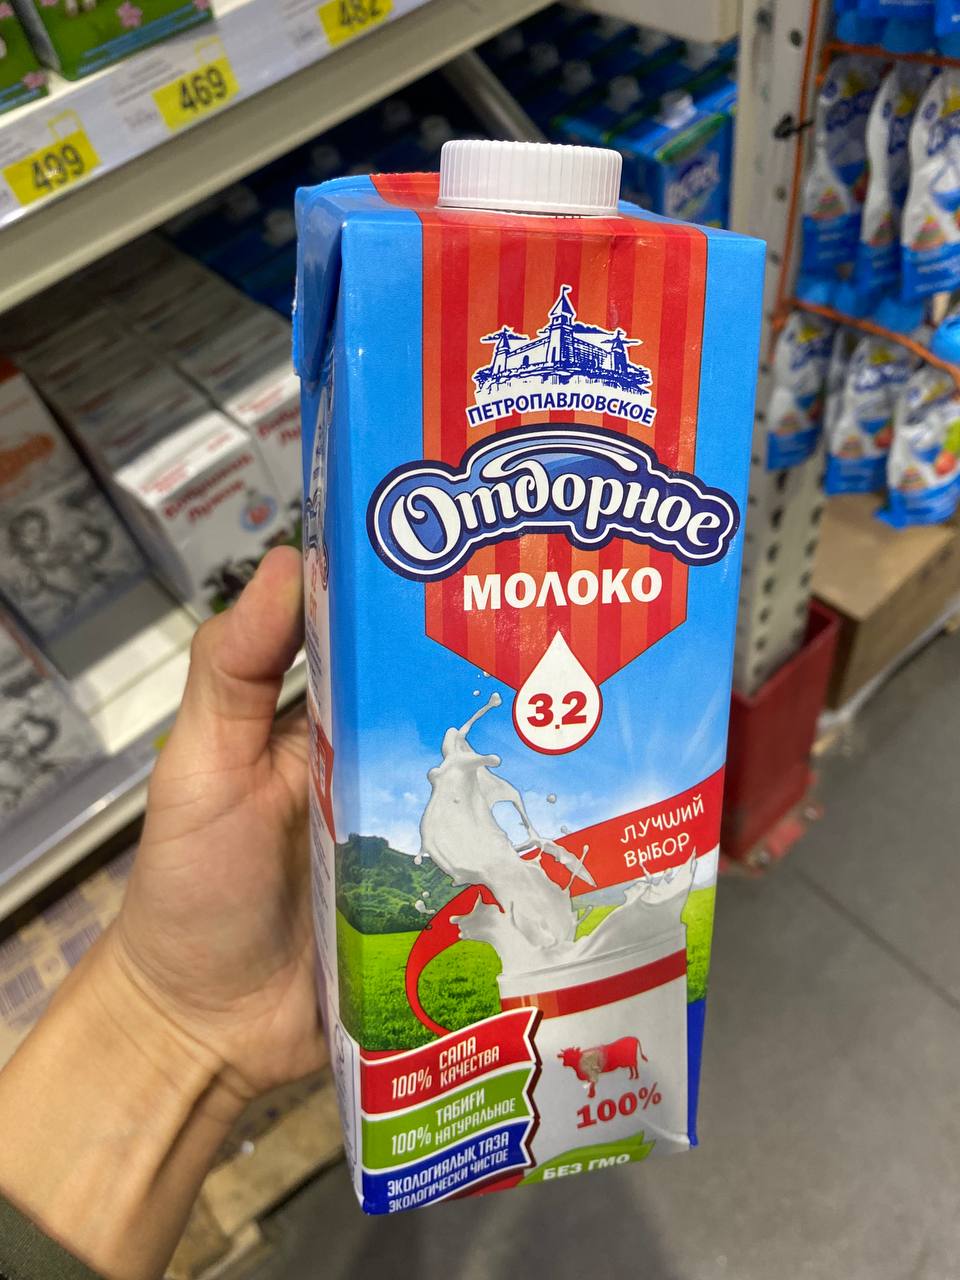 482
469
499
ПЕТРОПАВЛОВСКОЕ
Отборное
МОЛОКО
3.2
ЛУЧШИЙ
ВЫБОР
100% САПА
КАЧЕСТВА
ТАБИҒИ
100% НАТУРАЛЬНОЕ
ЭКОЛОГИЯЛЫҚ ТАЗА
ЭКОЛОГИЧЕСКИ ЧИСТОЕ
100%
БЕЗ ГМО